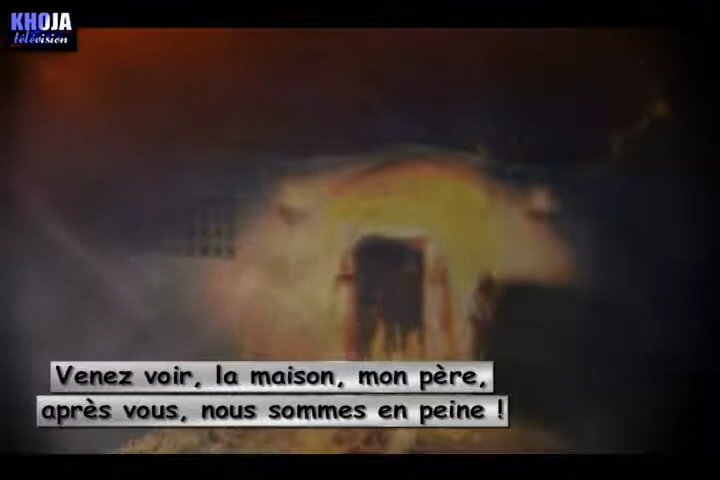 KHOJA
télévision
Venez voir, la maison, mon père,
après vous, nous sommes en peine !